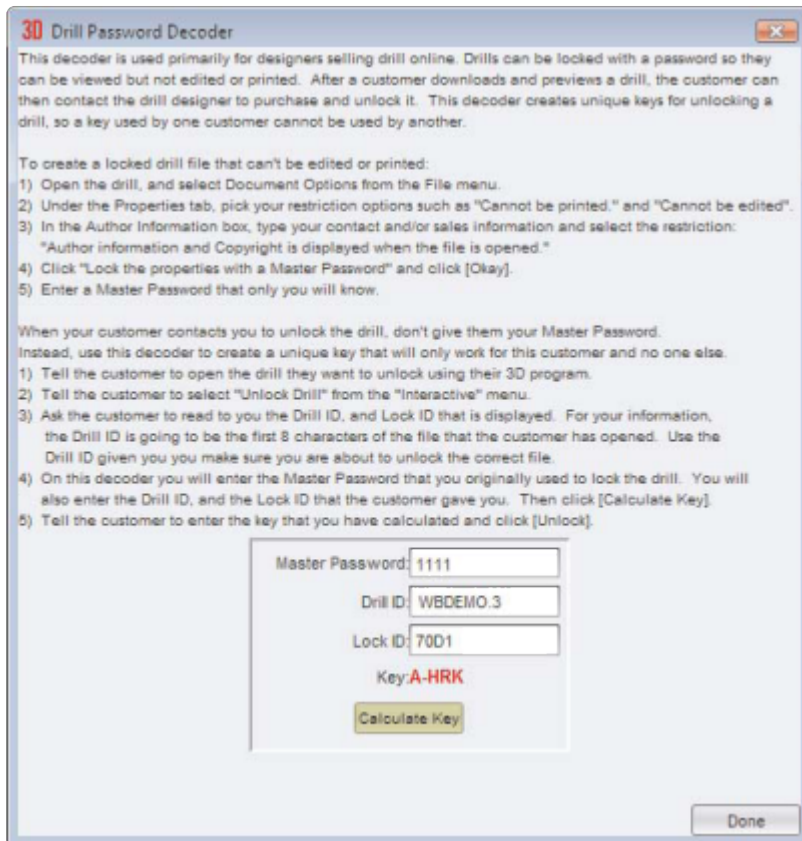 3D Drill Password Decoder
This decoder is used primarily for designers selling drill online. Drills can be locked with a password so they
can be viewed but not edited or printed. After a customer downloads and previews a drill, the customer can
then contact the drill designer to purchase and unlock it. This decoder creates unique keys for unlocking a
drill, so a key used by one customer cannot be used by another.
To create a locked drill file that can't be edited or printed:
1) Open the drill, and select Document Options from the File menu.
2) Under the Properties tab, pick your restriction options such as "Cannot be printed." and "Cannot be edited".
3) In the Author Information box, type your contact and/or sales information and select the restriction:
"Author information and Copyright is displayed when the file is opened."
4) Click "Lock the properties with a Master Password" and click [Okay].
5) Enter a Master Password that only you will know.
When your customer contacts you to unlock the drill, don't give them your Master Password.
Instead, use this decoder to create a unique key that will only work for this customer and no one else.
1) Tell the customer to open the drill they want to unlock using their 3D program.
2) Tell the customer to select "Unlock Drill" from the "Interactive" menu.
3) Ask the customer to read to you the Drill ID, and Lock ID that is displayed. For your information,
the Drill ID is going to be the first 8 characters of the file that the customer has opened. Use the
Drill ID given you you make sure you are about to unlock the correct file.
4) On this decoder you will enter the Master Password that you originally used to lock the drill. You will
also enter the Drill ID, and the Lock ID that the customer gave you. Then click [Calculate Key].
5) Tell the customer to enter the key that you have calculated and click [Unlock].
Master Password: 1111
Drill ID: WBDEMO.3
Lock ID: 70D1
Key: A-HRK
Calculate Key
Done